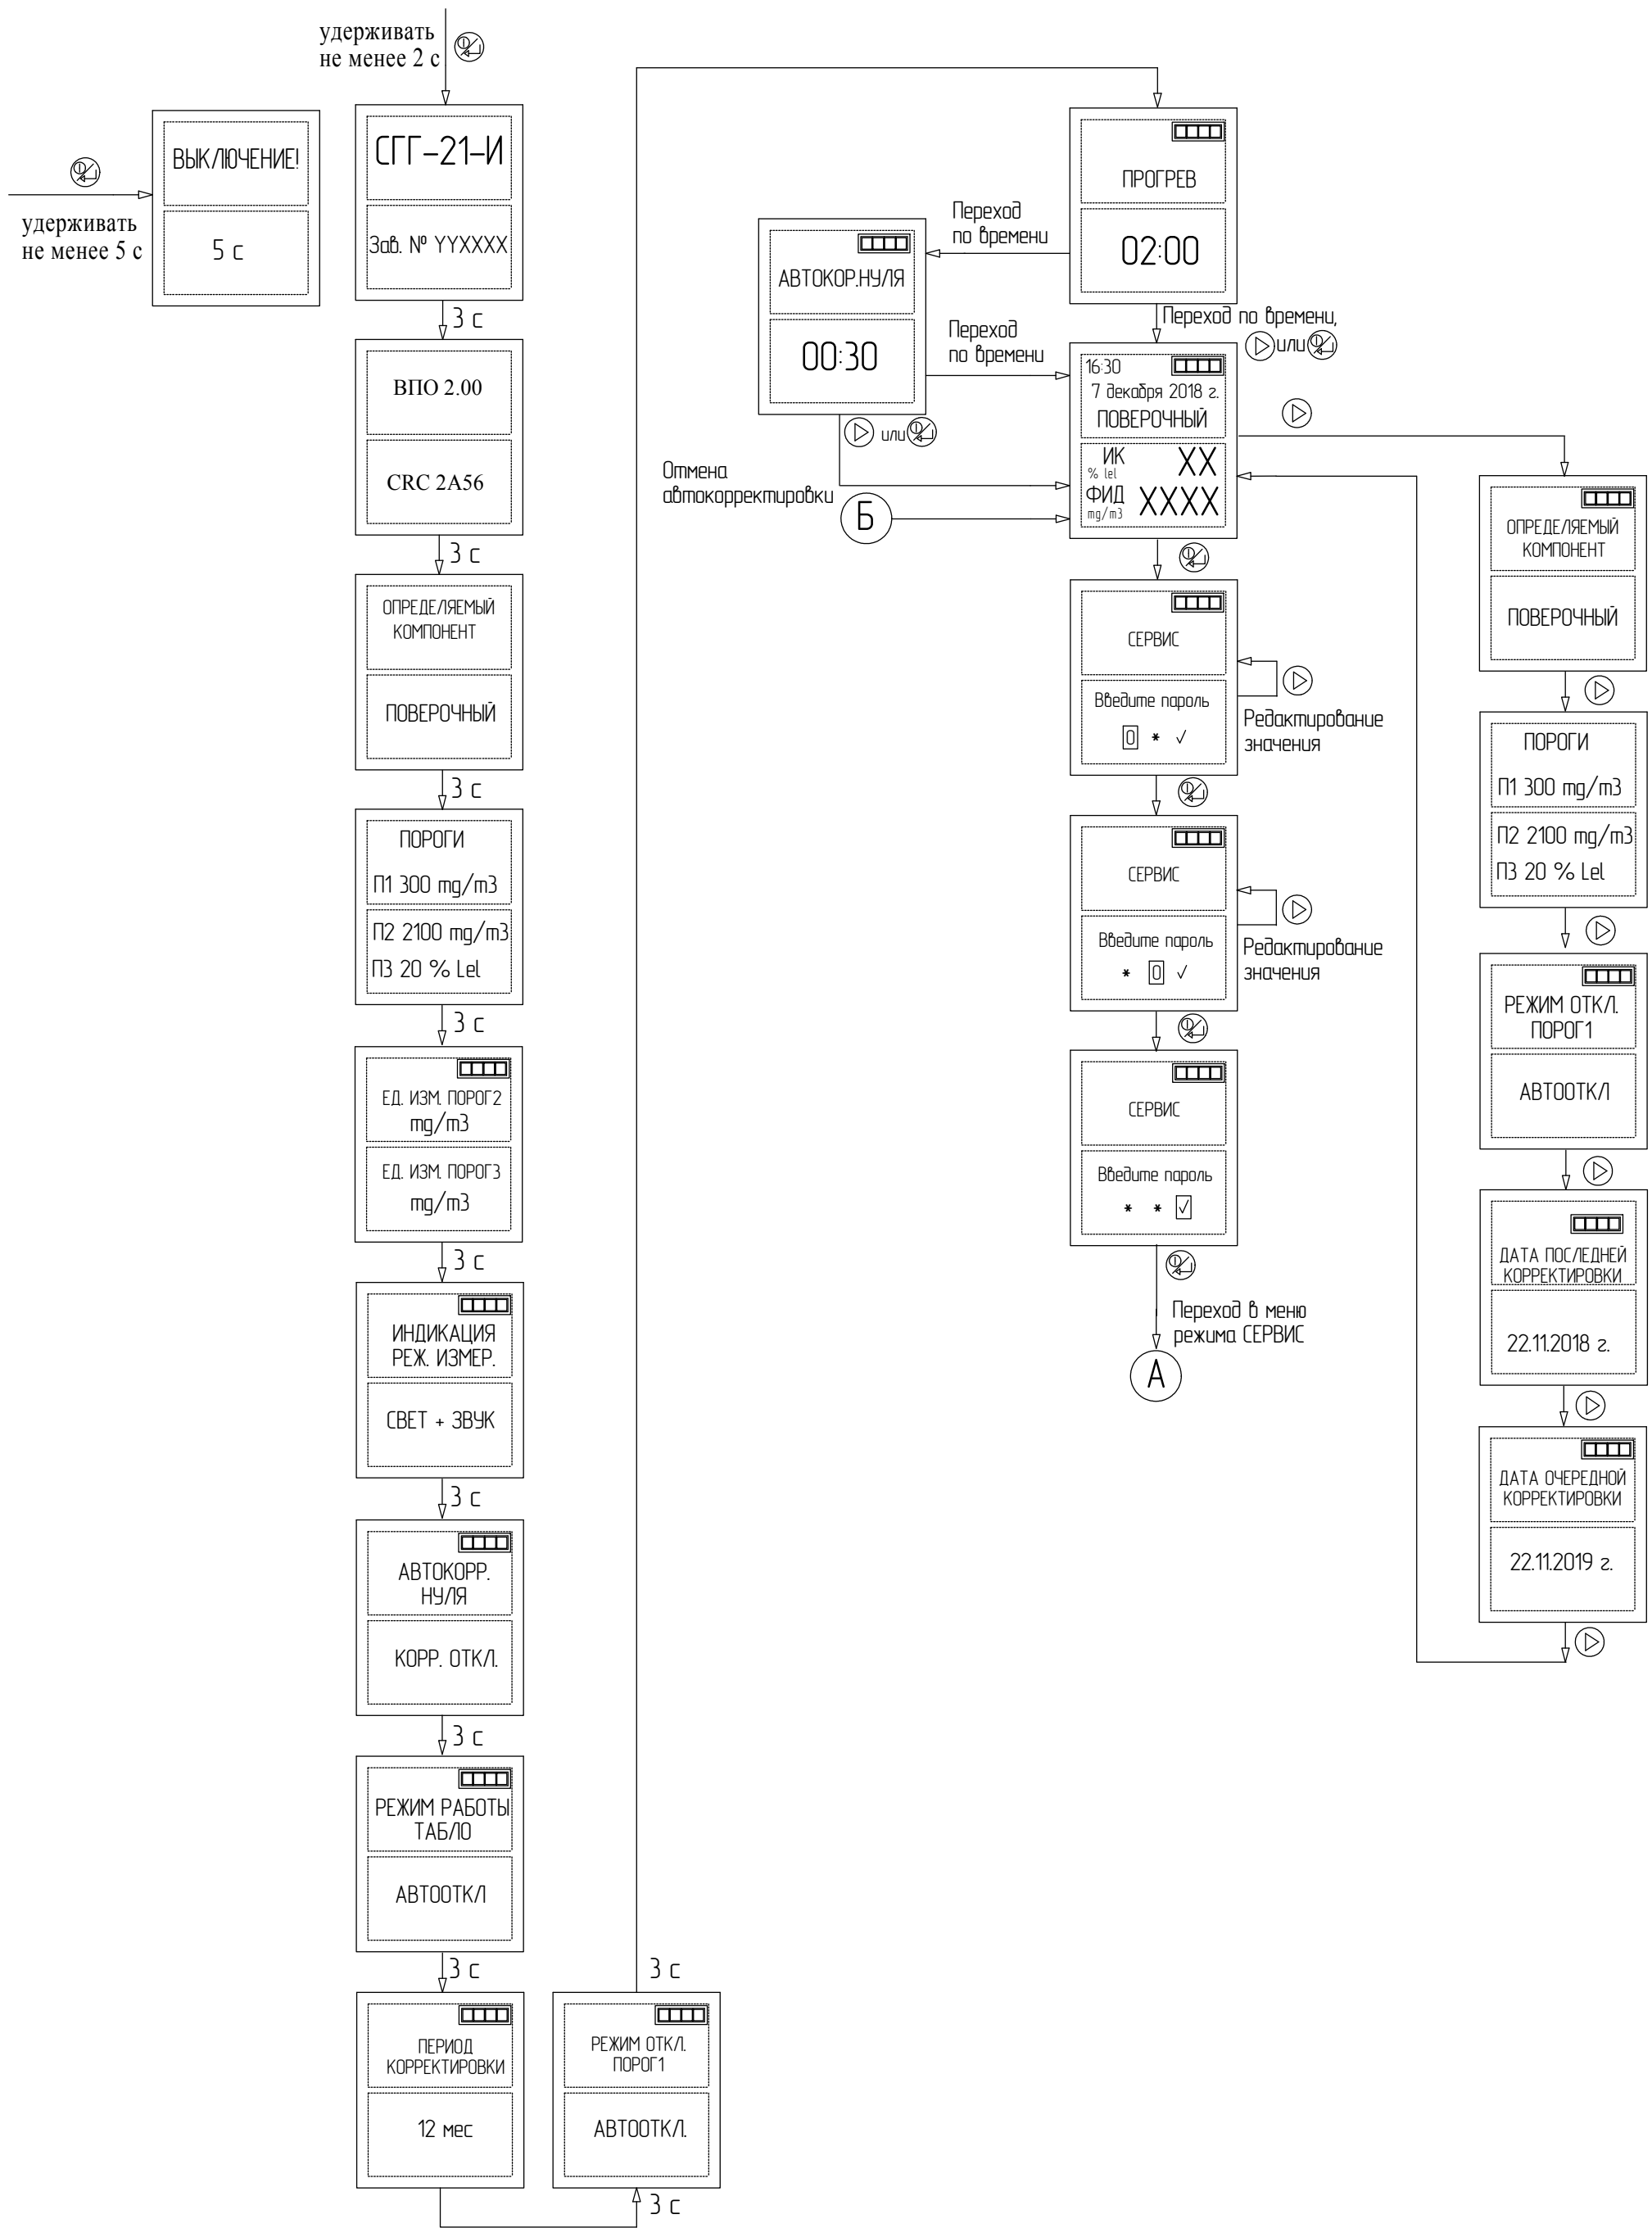 удерживать
не менее 2 с
удерживать
не менее 5 с
ВЫКЛЮЧЕНИЕ!
5 с
СГГ-21-И
Зав. № YYXXXX
3 с
ВПО 2.00
CRC 2A56
3 с
ОПРЕДЕЛЯЕМЫЙ
КОМПОНЕНТ
ПОВЕРОЧНЫЙ
3 с
ПОРОГИ
П1 300 mg/m3
П2 2100 mg/m3
П3 20 % Lel
3 с
ЕД. ИЗМ. ПОРОГ2
mg/m3
ЕД. ИЗМ. ПОРОГ3
mg/m3
3 с
ИНДИКАЦИЯ
РЕЖ. ИЗМЕР.
СВЕТ + ЗВУК
3 с
АВТОКОРР.
НУЛЯ
КОРР. ОТКЛ.
3 с
РЕЖИМ РАБОТЫ
ТАБЛО
АВТООТКЛ
3 с
ПЕРИОД
КОРРЕКТИРОВКИ
12 мес
3 с
РЕЖИМ ОТКЛ.
ПОРОГ1
АВТООТКЛ.
3 с
ПРОГРЕВ
02:00
Переход
по времени
АВТОКОР.НУЛЯ
00:30
Переход
по времени
Переход по времени,
или
или
Отмена
автокорректировки
Б
16:30
7 декабря 2018 г.
ПОВЕРОЧНЫЙ
ИК XX
% lel
ФИД XXXX
mg/m3
СЕРВИС
Введите пароль
0 * ✓
Редактирование
значения
СЕРВИС
Введите пароль
* 0 ✓
Редактирование
значения
СЕРВИС
Введите пароль
* * ✓
Переход в меню
режима СЕРВИС
А
ОПРЕДЕЛЯЕМЫЙ
КОМПОНЕНТ
ПОВЕРОЧНЫЙ
ПОРОГИ
П1 300 mg/m3
П2 2100 mg/m3
П3 20 % Lel
РЕЖИМ ОТКЛ.
ПОРОГ1
АВТООТКЛ
ДАТА ПОСЛЕДНЕЙ
КОРРЕКТИРОВКИ
22.11.2018 г.
ДАТА ОЧЕРЕДНОЙ
КОРРЕКТИРОВКИ
22.11.2019 г.